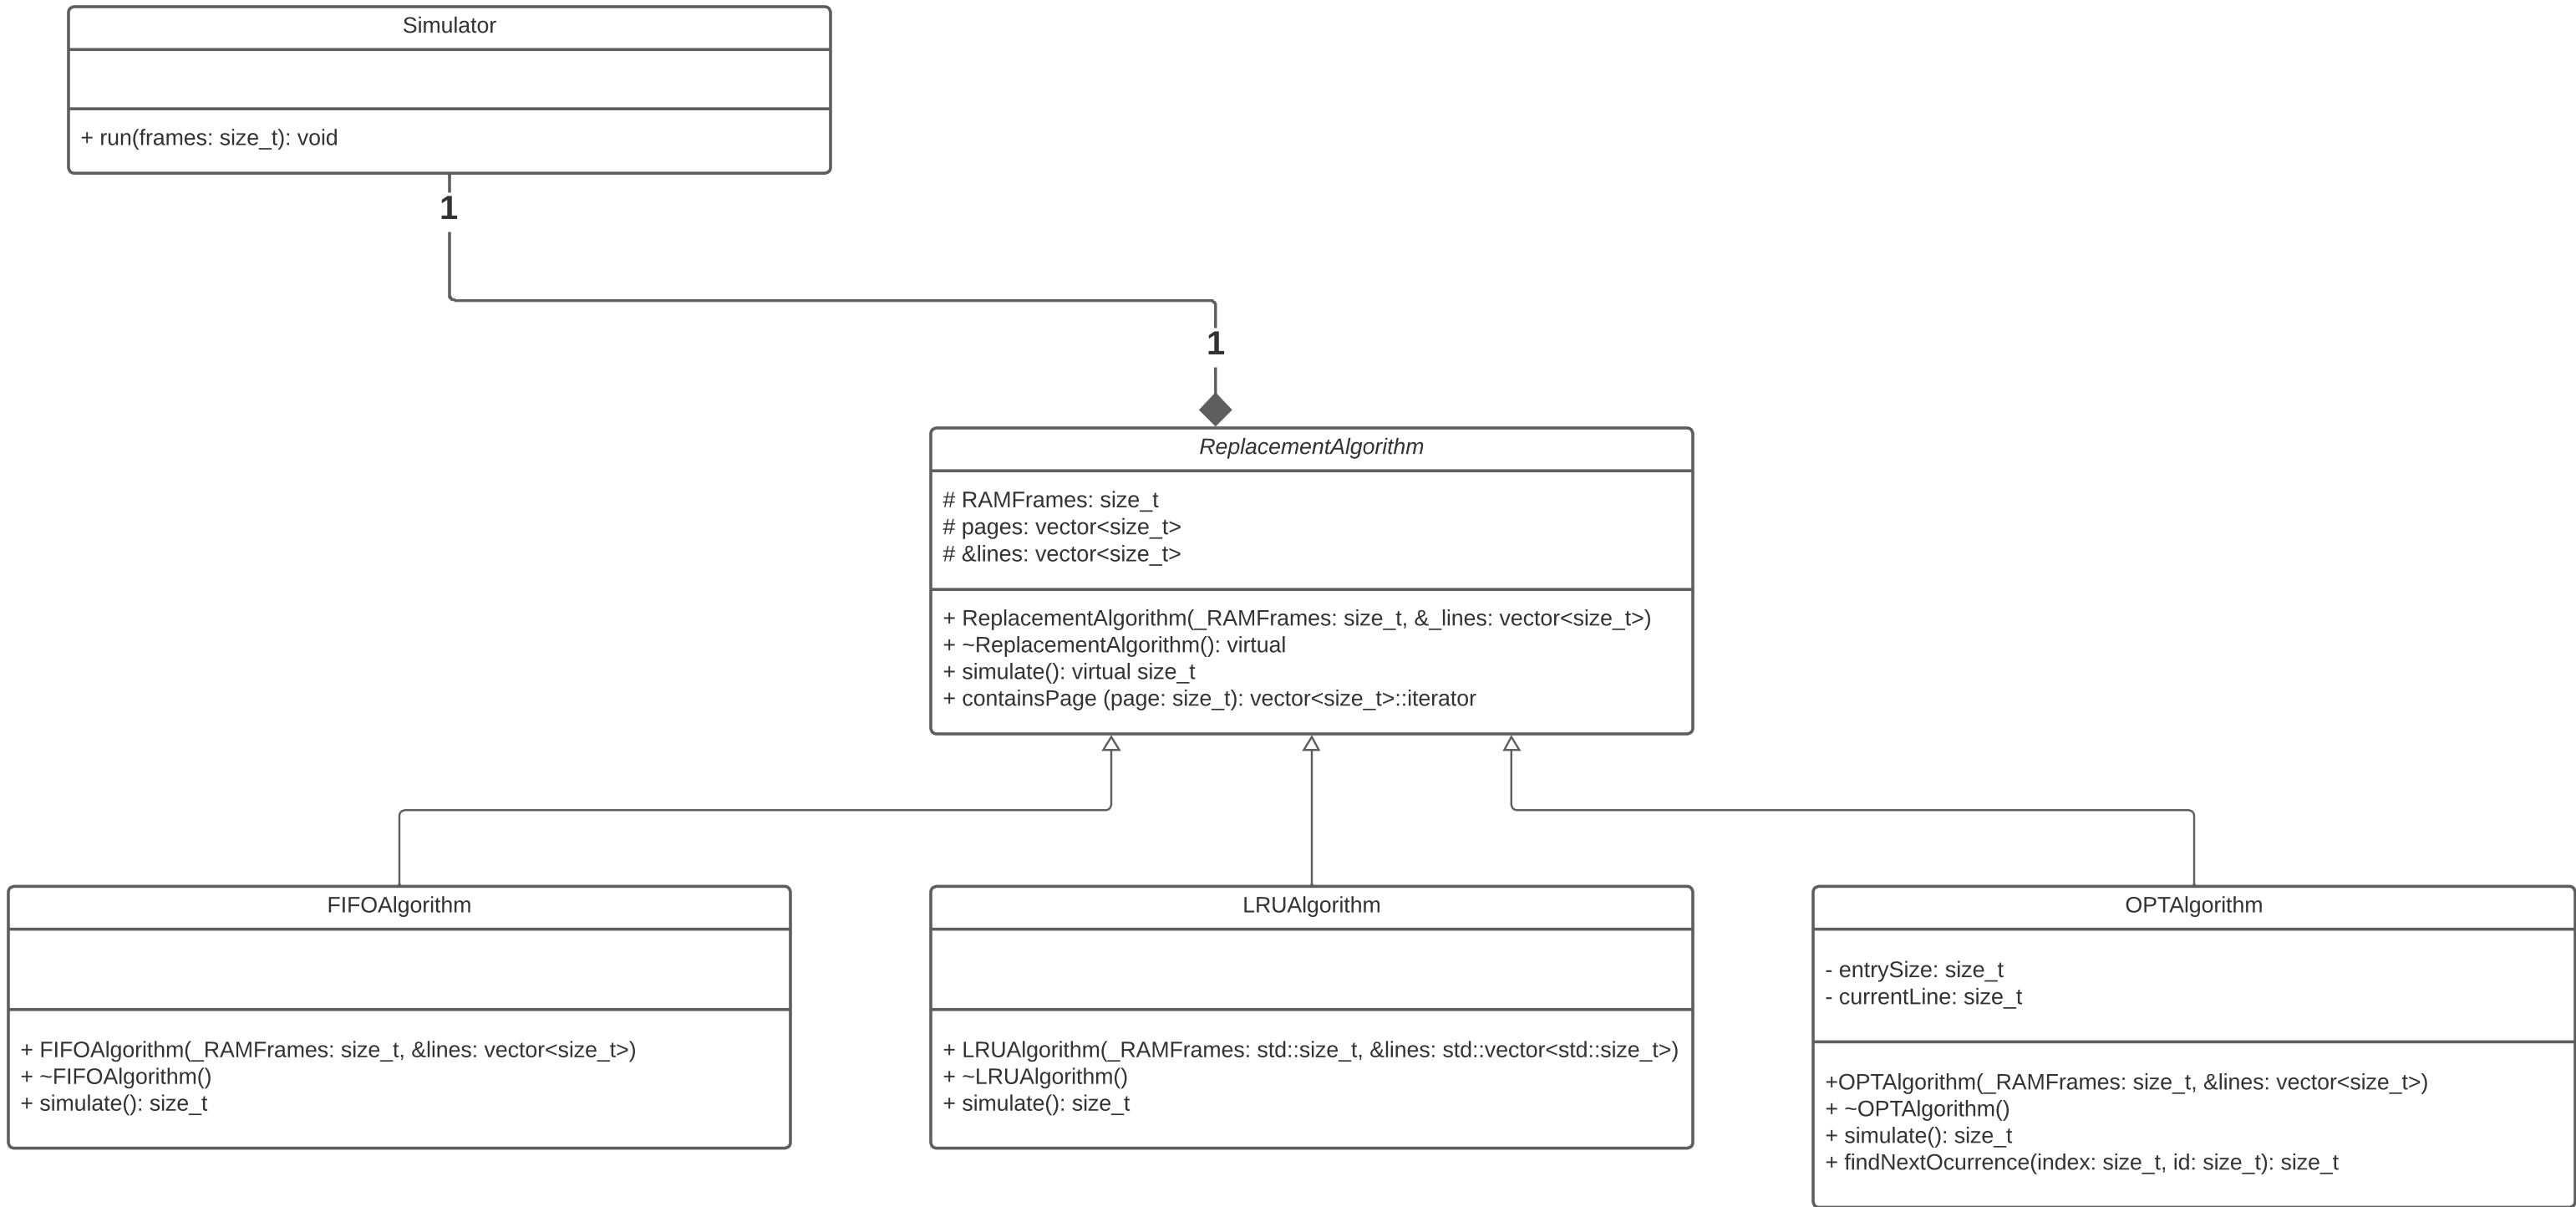 Simulator
+ run(frames: size_t): void
1
1
ReplacementAlgorithm
# RAMFrames: size_t
# pages: vector<size_t>
# &lines: vector<size_t>
+ ReplacementAlgorithm(_RAMFrames: size_t, &_lines: vector<size_t>)
+ ~ReplacementAlgorithm(): virtual
+ simulate(): virtual size_t
+ containsPage (page: size_t): vector<size_t>::iterator
FIFOAlgorithm
+ FIFOAlgorithm(_RAMFrames: size_t, &lines: vector<size_t>)
+ ~FIFOAlgorithm()
+ simulate(): size_t
LRUAlgorithm
+ LRUAlgorithm(_RAMFrames: std::size_t, &lines: std::vector<std::size_t>)
+ ~LRUAlgorithm()
+ simulate(): size_t
OPTAlgorithm
- entrySize: size_t
- currentLine: size_t
+OPTAlgorithm(_RAMFrames: size_t, &lines: vector<size_t>)
+ ~OPTAlgorithm()
+ simulate(): size_t
+ findNextOcurrence(index: size_t, id: size_t): size_t